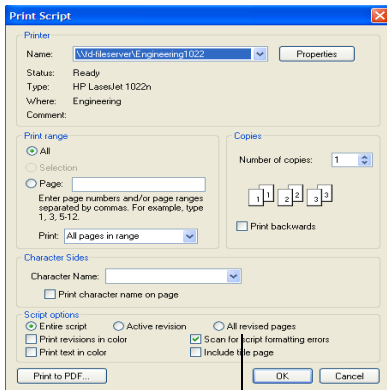 Print Script
Printer
Name: \\ld-fileserver\Engineering1022 Properties
Status: Ready
Type: HP LaserJet 1022n
Where: Engineering
Comment:
Print range
All
Selection
Page:
Enter page numbers and/or page ranges
separated by commas. For example, type
1, 3, 5-12.
Print: All pages in range
Copies
Number of copies: 1
1 1 2 2 3 3
Print backwards
Character Sides
Character Name:
Print character name on page
Script options
Entire script Active revision All revised pages
Print revisions in color Scan for script formatting errors
Print text in color Include title page
Print to PDF... OK Cancel